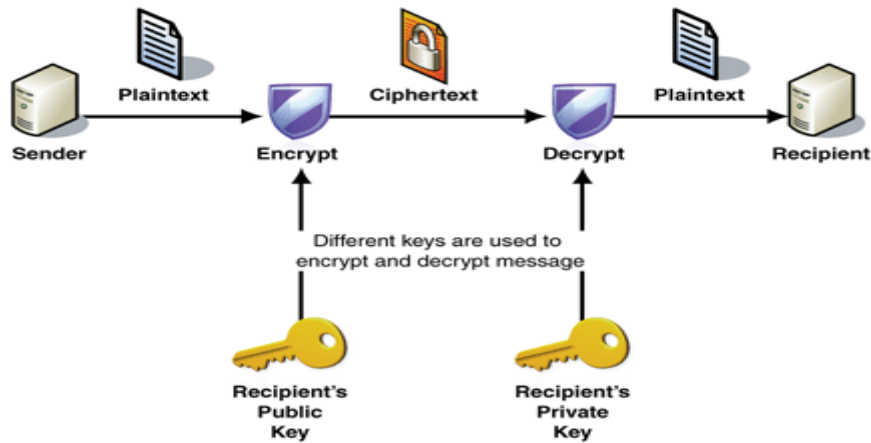 Plaintext
Ciphertext
Plaintext
Sender
Encrypt
Decrypt
Recipient
Different keys are used to
encrypt and decrypt message
Recipient's
Public
Key
Recipient's
Private
Key